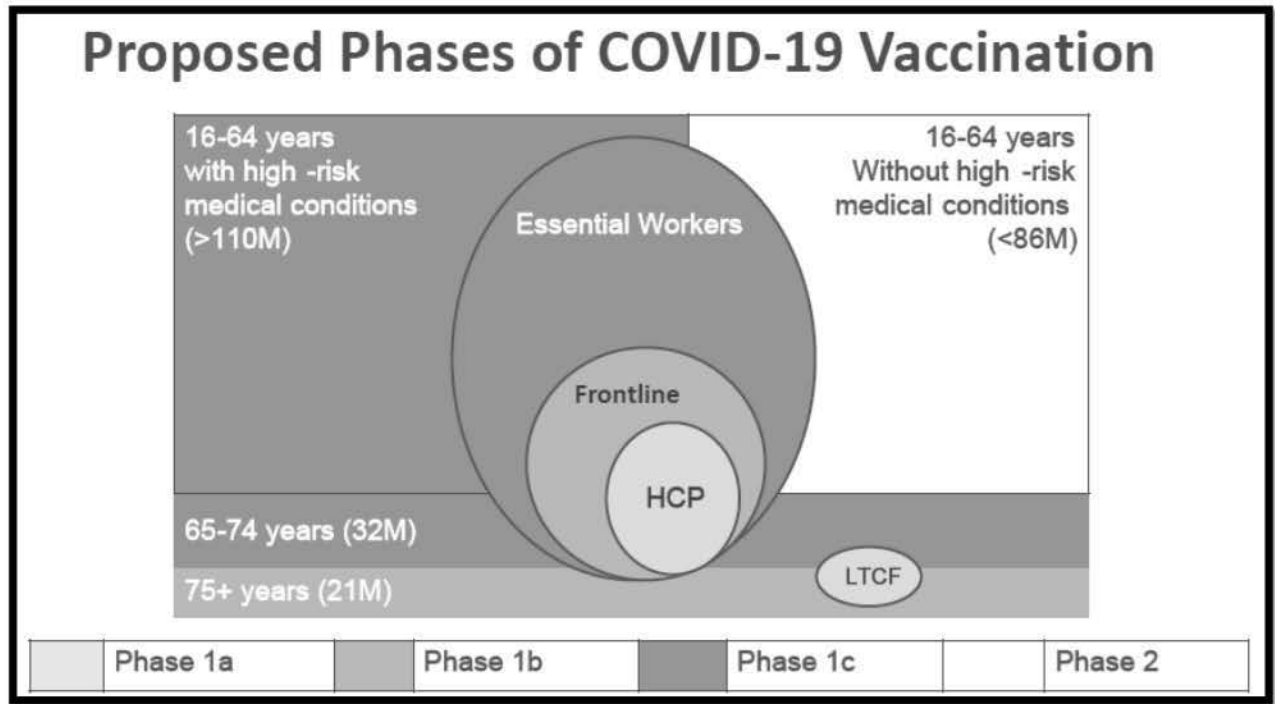 Proposed Phases of COVID-19 Vaccination
16-64 years
with high -risk
medical conditions
(>110M)
16-64 years
Without high -risk
medical conditions
(<86M)
Essential Workers
Frontline
HCP
65-74 years (32M)
LTCF
75+ years (21M)
Phase 1a
Phase 1b
Phase 1c
Phase 2